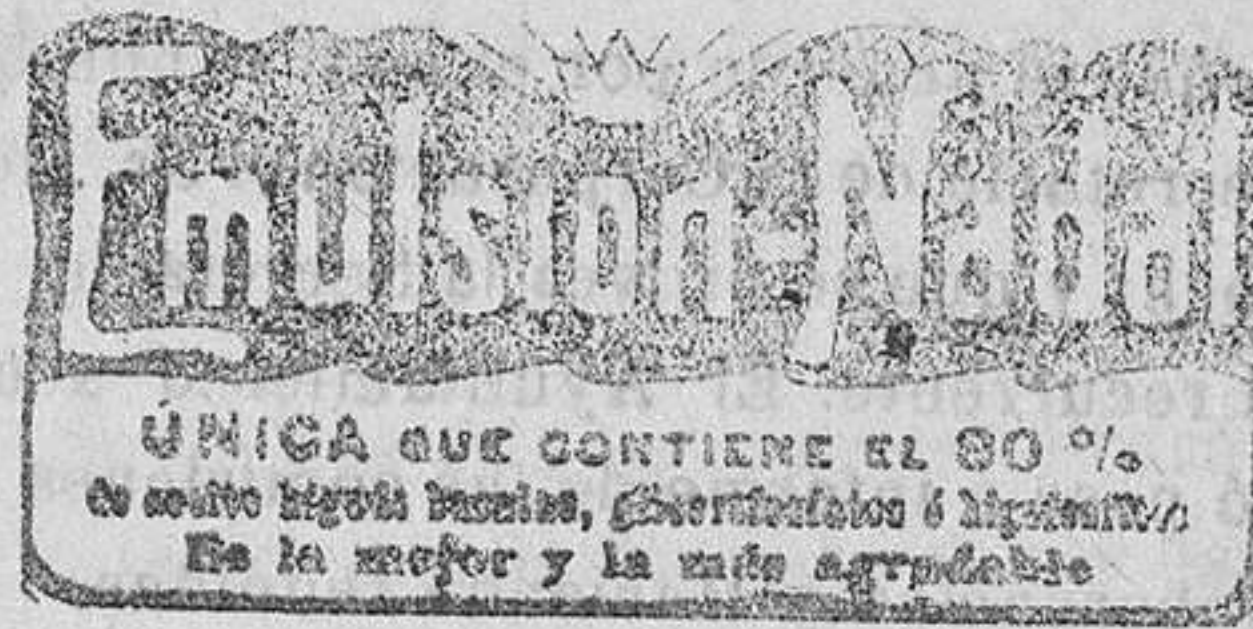 Emulsión-Nadal
ÚNICA QUE CONTIENE EL 80 %
de aceite hígado bacalao, glicerofosfatos é hipofosfitos
Es la mejor y la más agradable